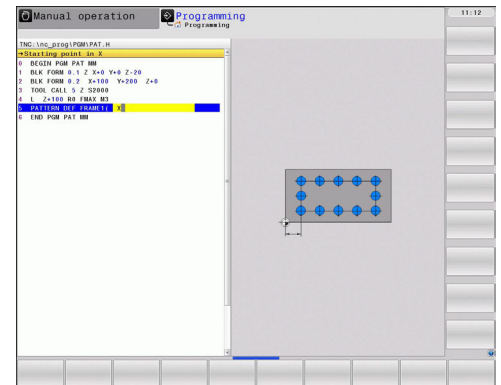 Manual operation
Programming
Programming
11:12
TNC:\nc_prog\PGM\PAT.H
→Starting point in X
0 BEGIN PGM PAT MM
1 BLK FORM 0.1 Z X+0 Y+0 Z-20
2 BLK FORM 0.2 X+100 Y+200 Z+0
3 TOOL CALL 5 Z S2000
4 L Z+100 R0 FMAX M3
5 PATTERN DEF FRAME1( X
6 END PGM PAT MM